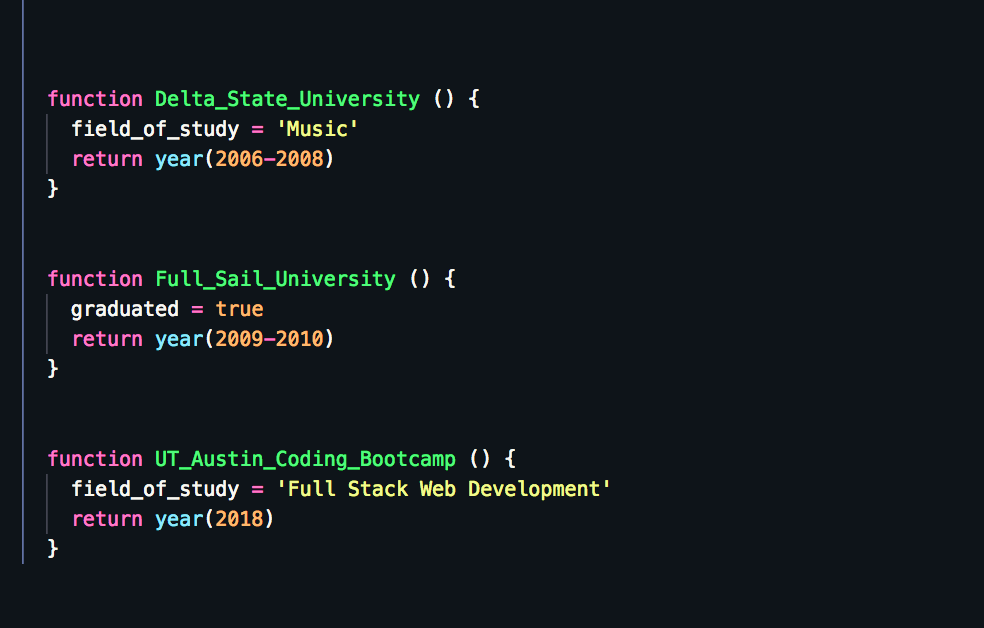 function Delta_State_University () {
  field_of_study = 'Music'
  return year(2006-2008)
}
function Full_Sail_University () {
  graduated = true
  return year(2009-2010)
}
function UT_Austin_Coding_Bootcamp () {
  field_of_study = 'Full Stack Web Development'
  return year(2018)
}